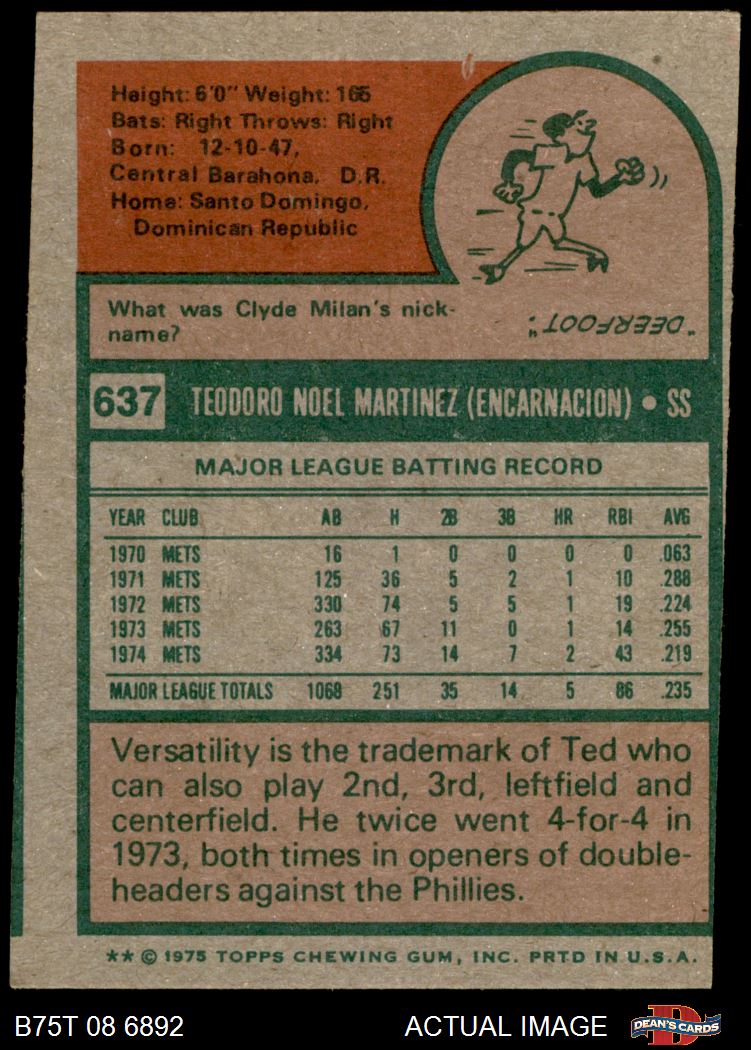 Height: 6'0" Weight: 165
Bats: Right Throws: Right
Born: 12-10-47,
Central Barahona, D.R.
Home: Santo Domingo,
Dominican Republic
What was Clyde Milan's nick-
name?
"DEERFOOT."
637 TEODORO NOEL MARTINEZ (ENCARNACION) • SS
MAJOR LEAGUE BATTING RECORD
YEAR CLUB AB H 2B 3B HR RBI AVG
1970 METS 16 1 0 0 0 0 .063
1971 METS 125 36 5 2 1 10 .288
1972 METS 330 74 5 5 1 19 .224
1973 METS 263 67 11 0 1 14 .255
1974 METS 334 73 14 7 2 43 .219
MAJOR LEAGUE TOTALS 1068 251 35 14 5 86 .235
Versatility is the trademark of Ted who
can also play 2nd, 3rd, leftfield and
centerfield. He twice went 4-for-4 in
1973, both times in openers of double-
headers against the Phillies.
** © 1975 TOPPS CHEWING GUM, INC. PRTD IN U.S.A.
B75T 08 6892 ACTUAL IMAGE
D
DEAN'S CARDS